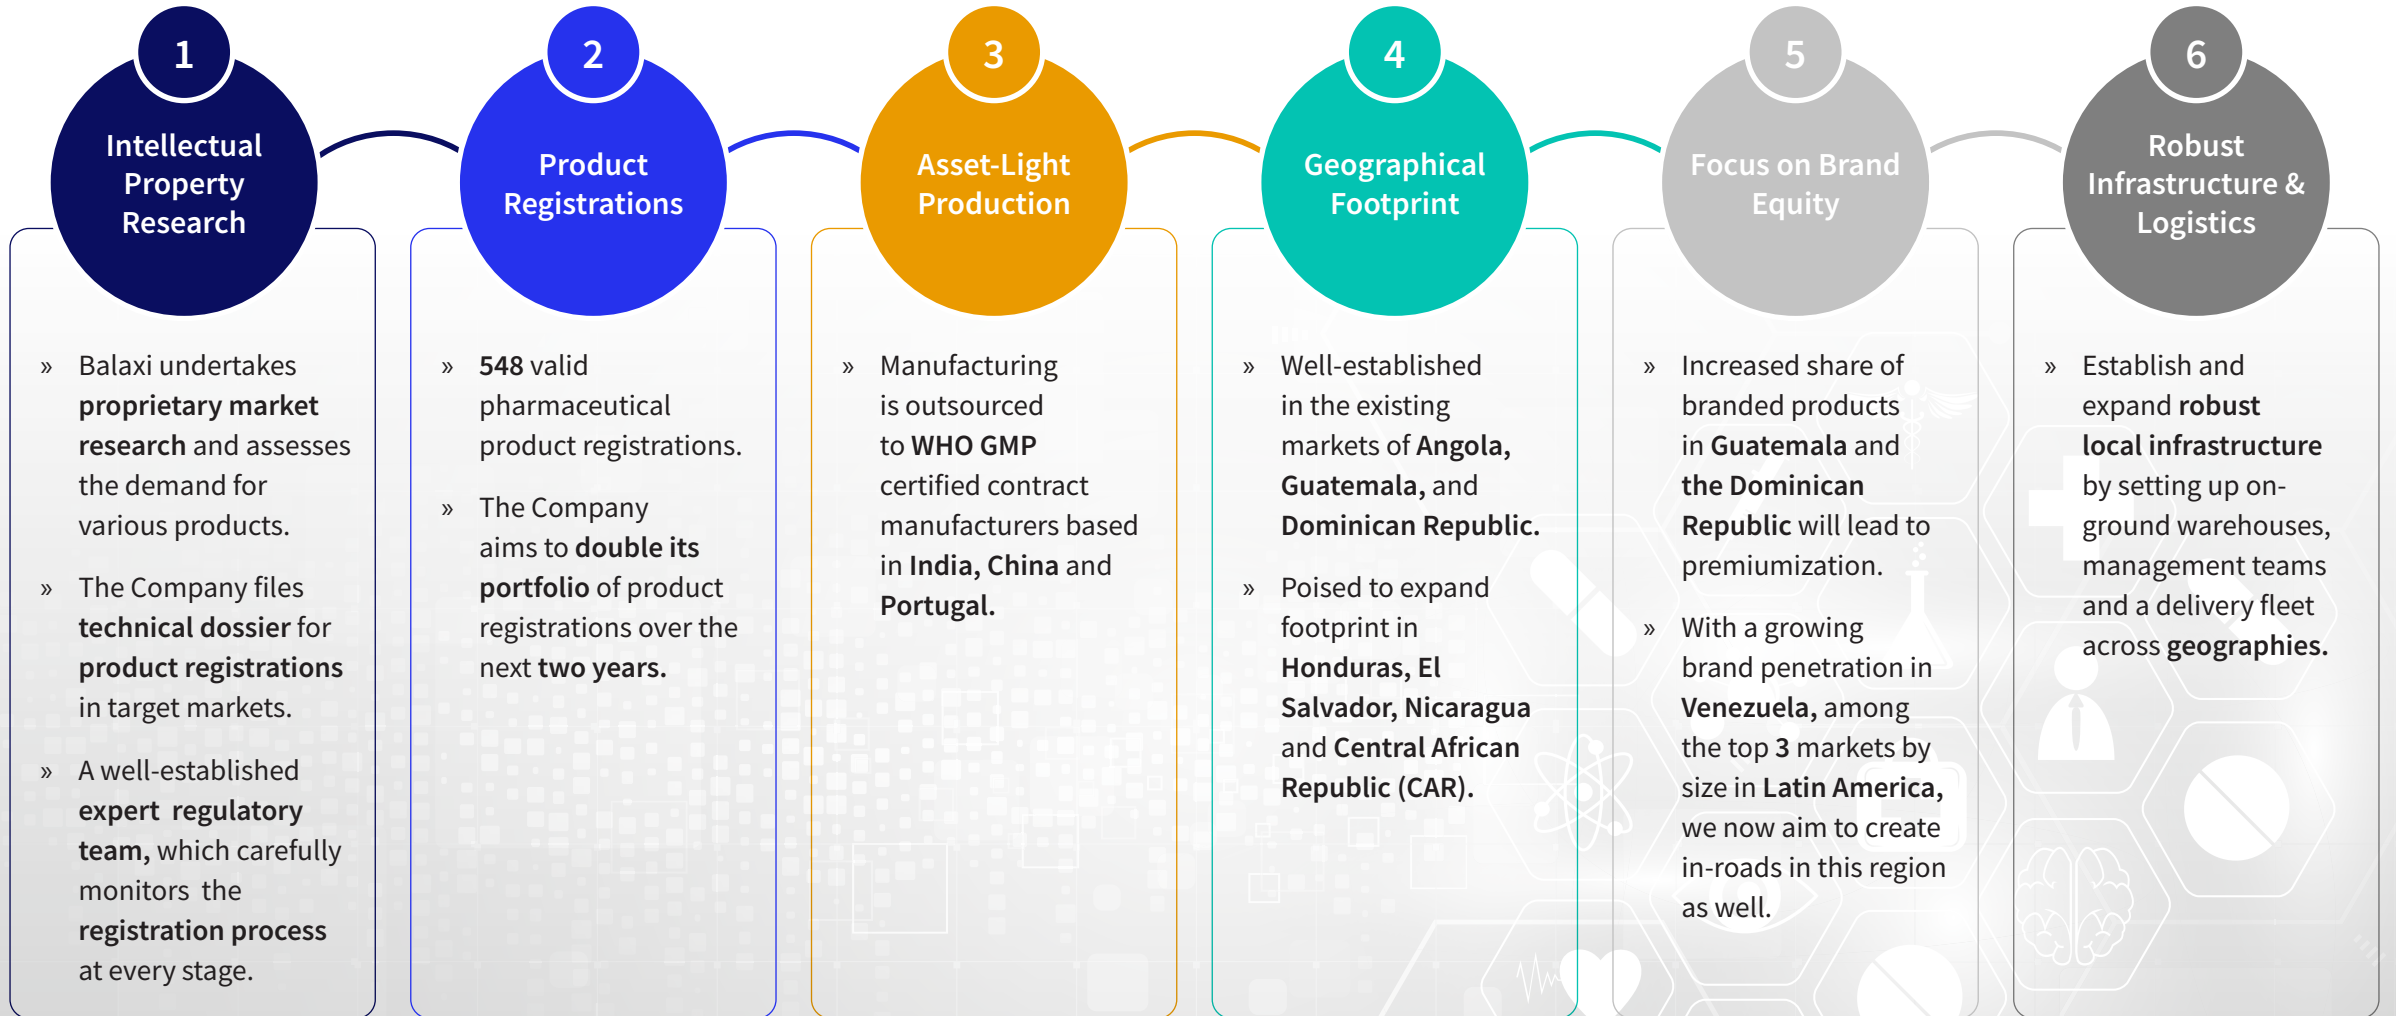 1
Intellectual
Property
Research
» Balaxi undertakes
proprietary market
research and assesses
the demand for
various products.
» The Company files
technical dossier for
product registrations
in target markets.
» A well-established
expert regulatory
team, which carefully
monitors the
registration process
at every stage.
2
Product
Registrations
» 548 valid
pharmaceutical
product registrations.
» The Company
aims to double its
portfolio of product
registrations over the
next two years.
3
Asset-Light
Production
» Manufacturing
is outsourced
to WHO GMP
certified contract
manufacturers based
in India, China and
Portugal.
4
Geographical
Footprint
» Well-established
in the existing
markets of Angola,
Guatemala, and
Dominican Republic.
» Poised to expand
footprint in
Honduras, El
Salvador, Nicaragua
and Central African
Republic (CAR).
5
Focus on Brand
Equity
» Increased share of
branded products
in Guatemala and
the Dominican
Republic will lead to
premiumization.
» With a growing
brand penetration in
Venezuela, among
the top 3 markets by
size in Latin America,
we now aim to create
in-roads in this region
as well.
6
Robust
Infrastructure &
Logistics
» Establish and
expand robust
local infrastructure
by setting up on-
ground warehouses,
management teams
and a delivery fleet
across geographies.